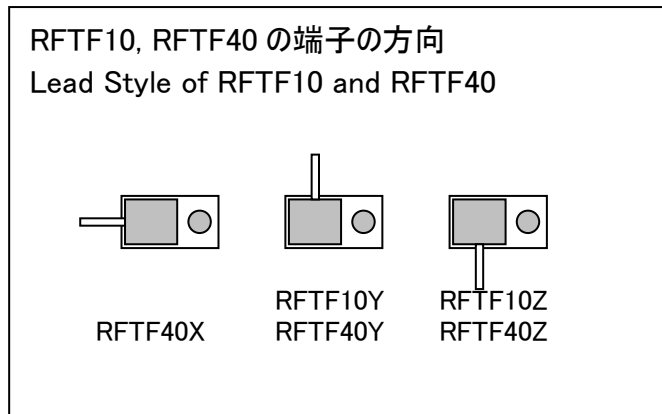 RFTF10, RFTF40 の端子の方向
Lead Style of RFTF10 and RFTF40
RFTF10Y RFTF10Z
RFTF40X RFTF40Y RFTF40Z